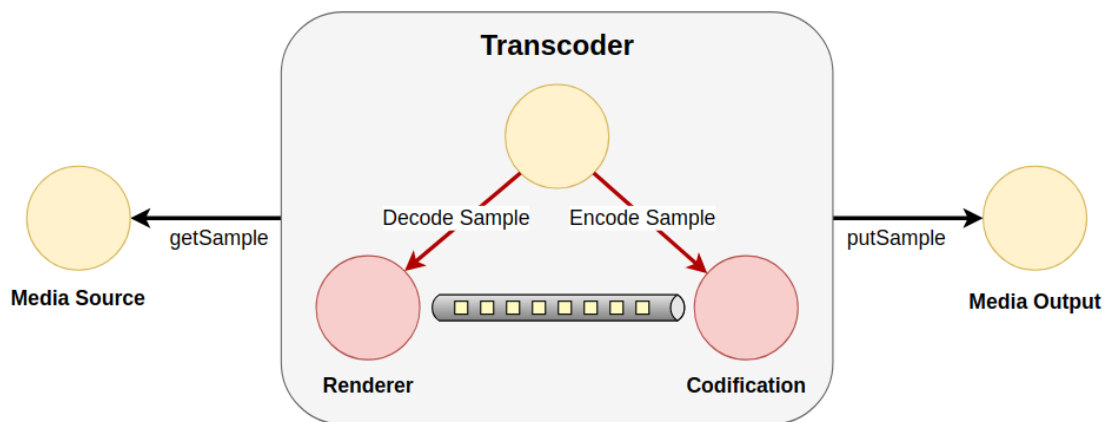 Transcoder
Decode Sample
Encode Sample
getSample
putSample
Media Source
Media Output
Renderer
Codification